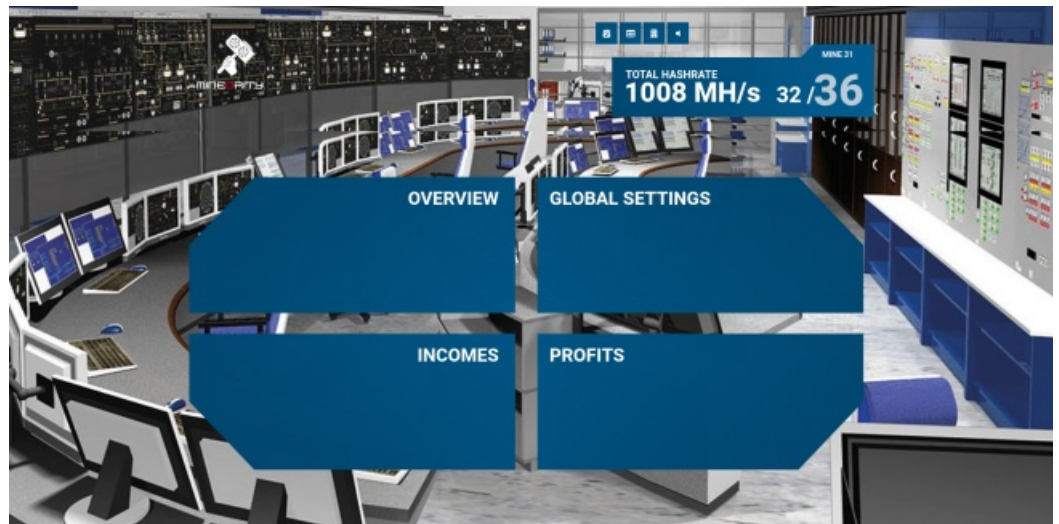 MINE 31
TOTAL HASHRATE
1008 MH/s 32 /36
OVERVIEW
GLOBAL SETTINGS
INCOMES
PROFITS